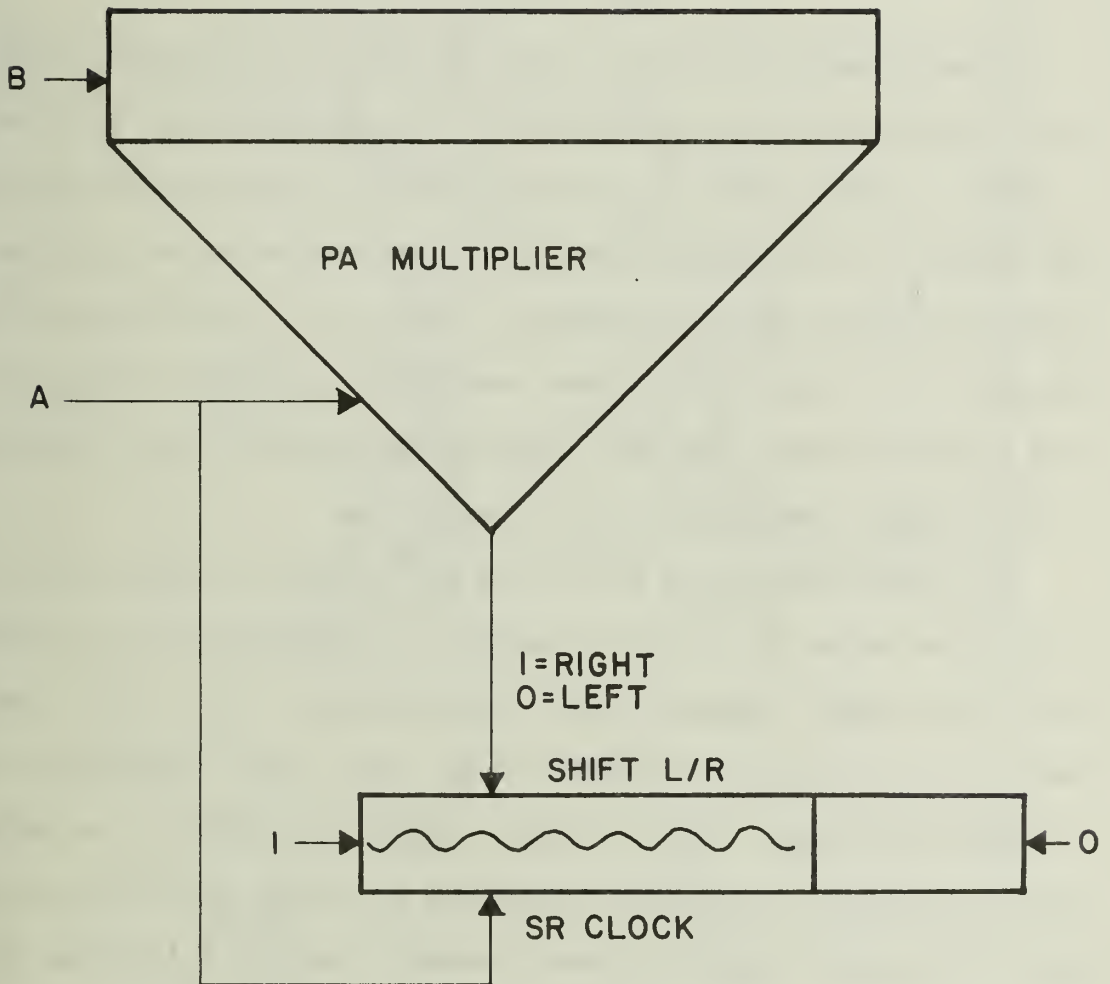 B
PA MULTIPLIER
A
1=RIGHT
0=LEFT
SHIFT L/R
1
0
SR CLOCK